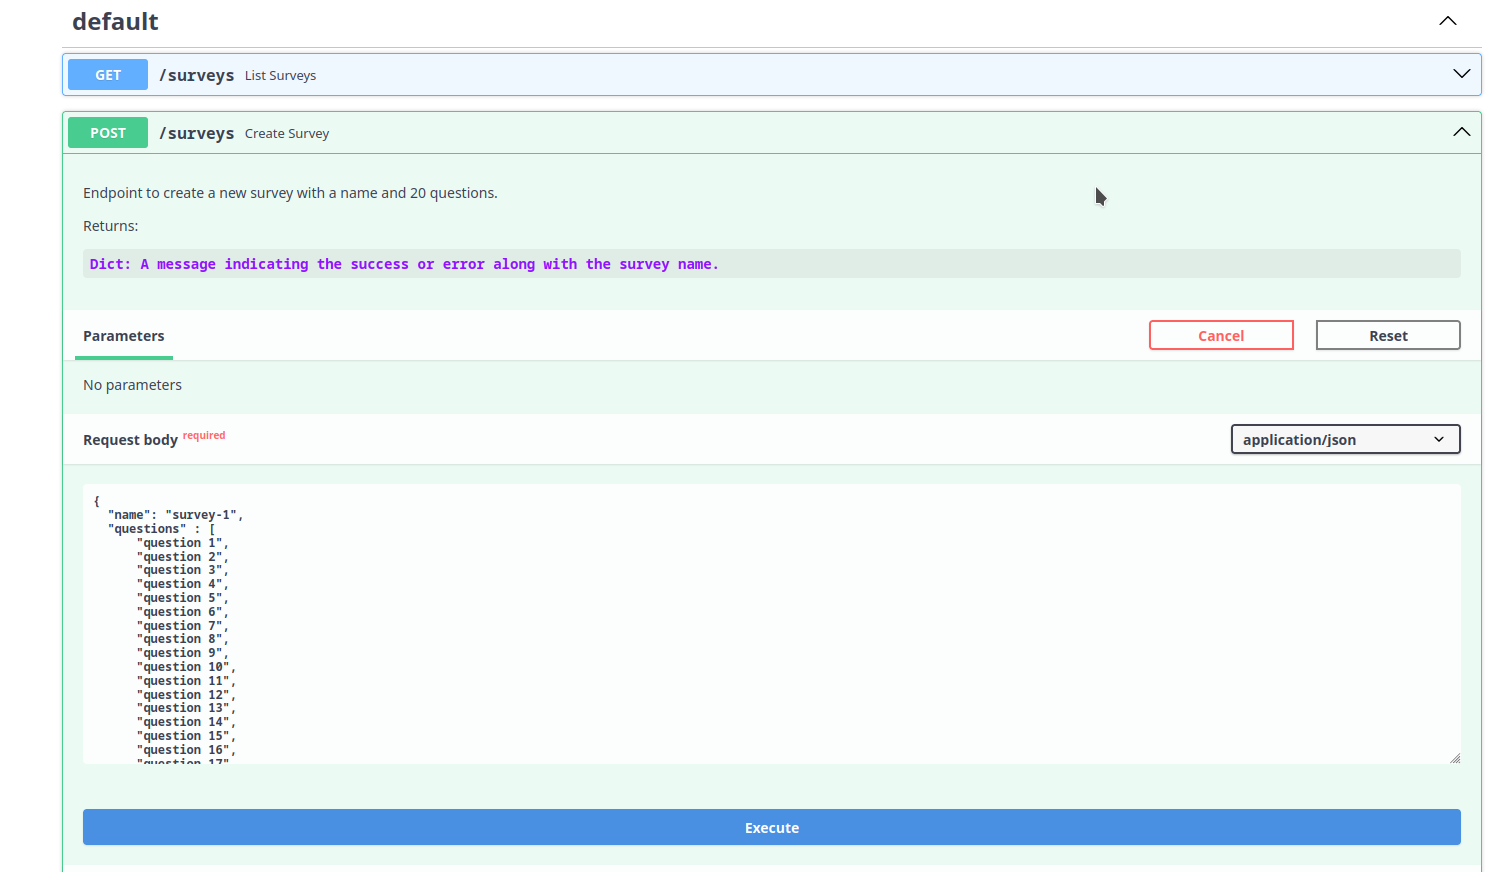 default
GET /surveys List Surveys
POST /surveys Create Survey
Endpoint to create a new survey with a name and 20 questions.
Returns:
Dict: A message indicating the success or error along with the survey name.
Parameters
Cancel
Reset
No parameters
Request body required
application/json
{
"name": "survey-1",
"questions" : [
"question 1",
"question 2",
"question 3",
"question 4",
"question 5",
"question 6",
"question 7",
"question 8",
"question 9",
"question 10",
"question 11",
"question 12",
"question 13",
"question 14",
"question 15",
"question 16",
"question 17"
Execute